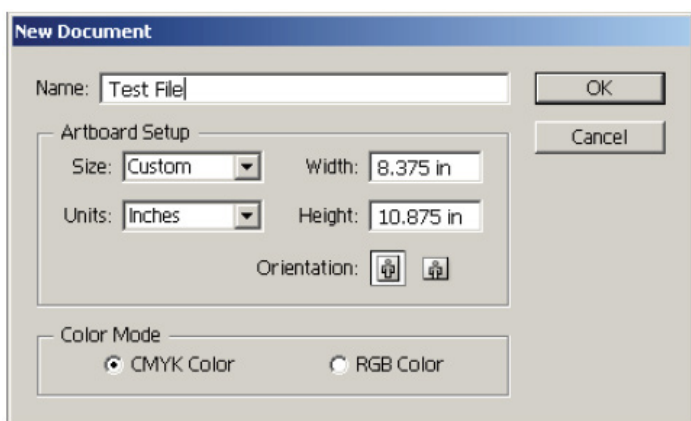 New Document
Name: Test File
OK
Artboard Setup
Cancel
Size: Custom Width: 8.375 in
Units: Inches Height: 10.875 in
Orientation:
Color Mode
CMYK Color RGB Color